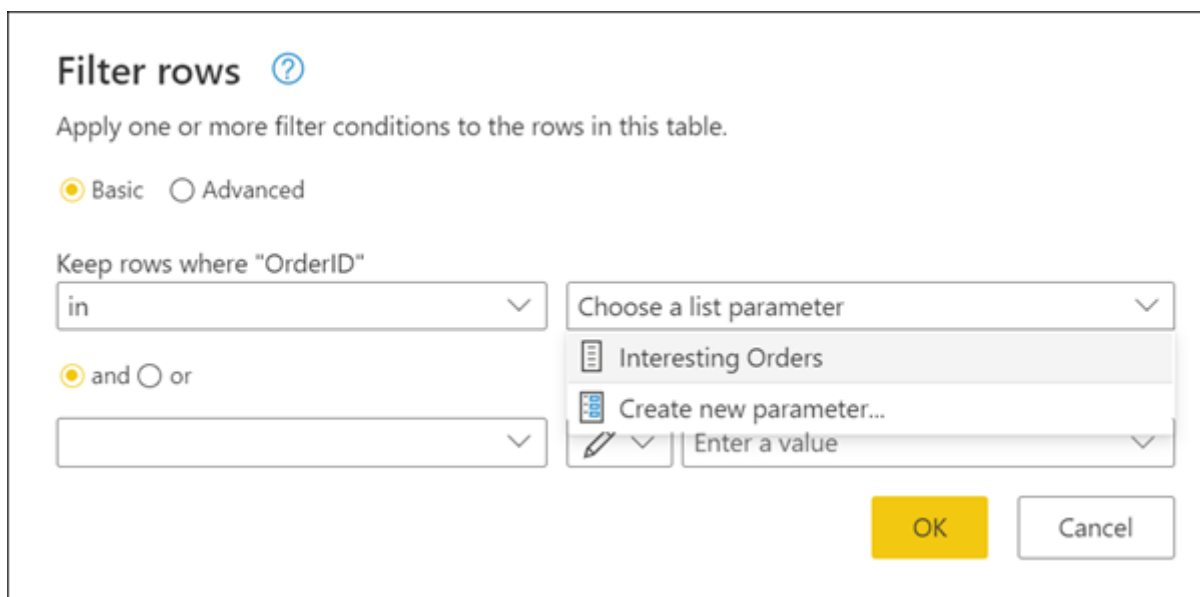 Filter rows ?
Apply one or more filter conditions to the rows in this table.
Basic Advanced
Keep rows where "OrderID"
in Choose a list parameter
Interesting Orders
and or
Create new parameter...
Enter a value
OK Cancel